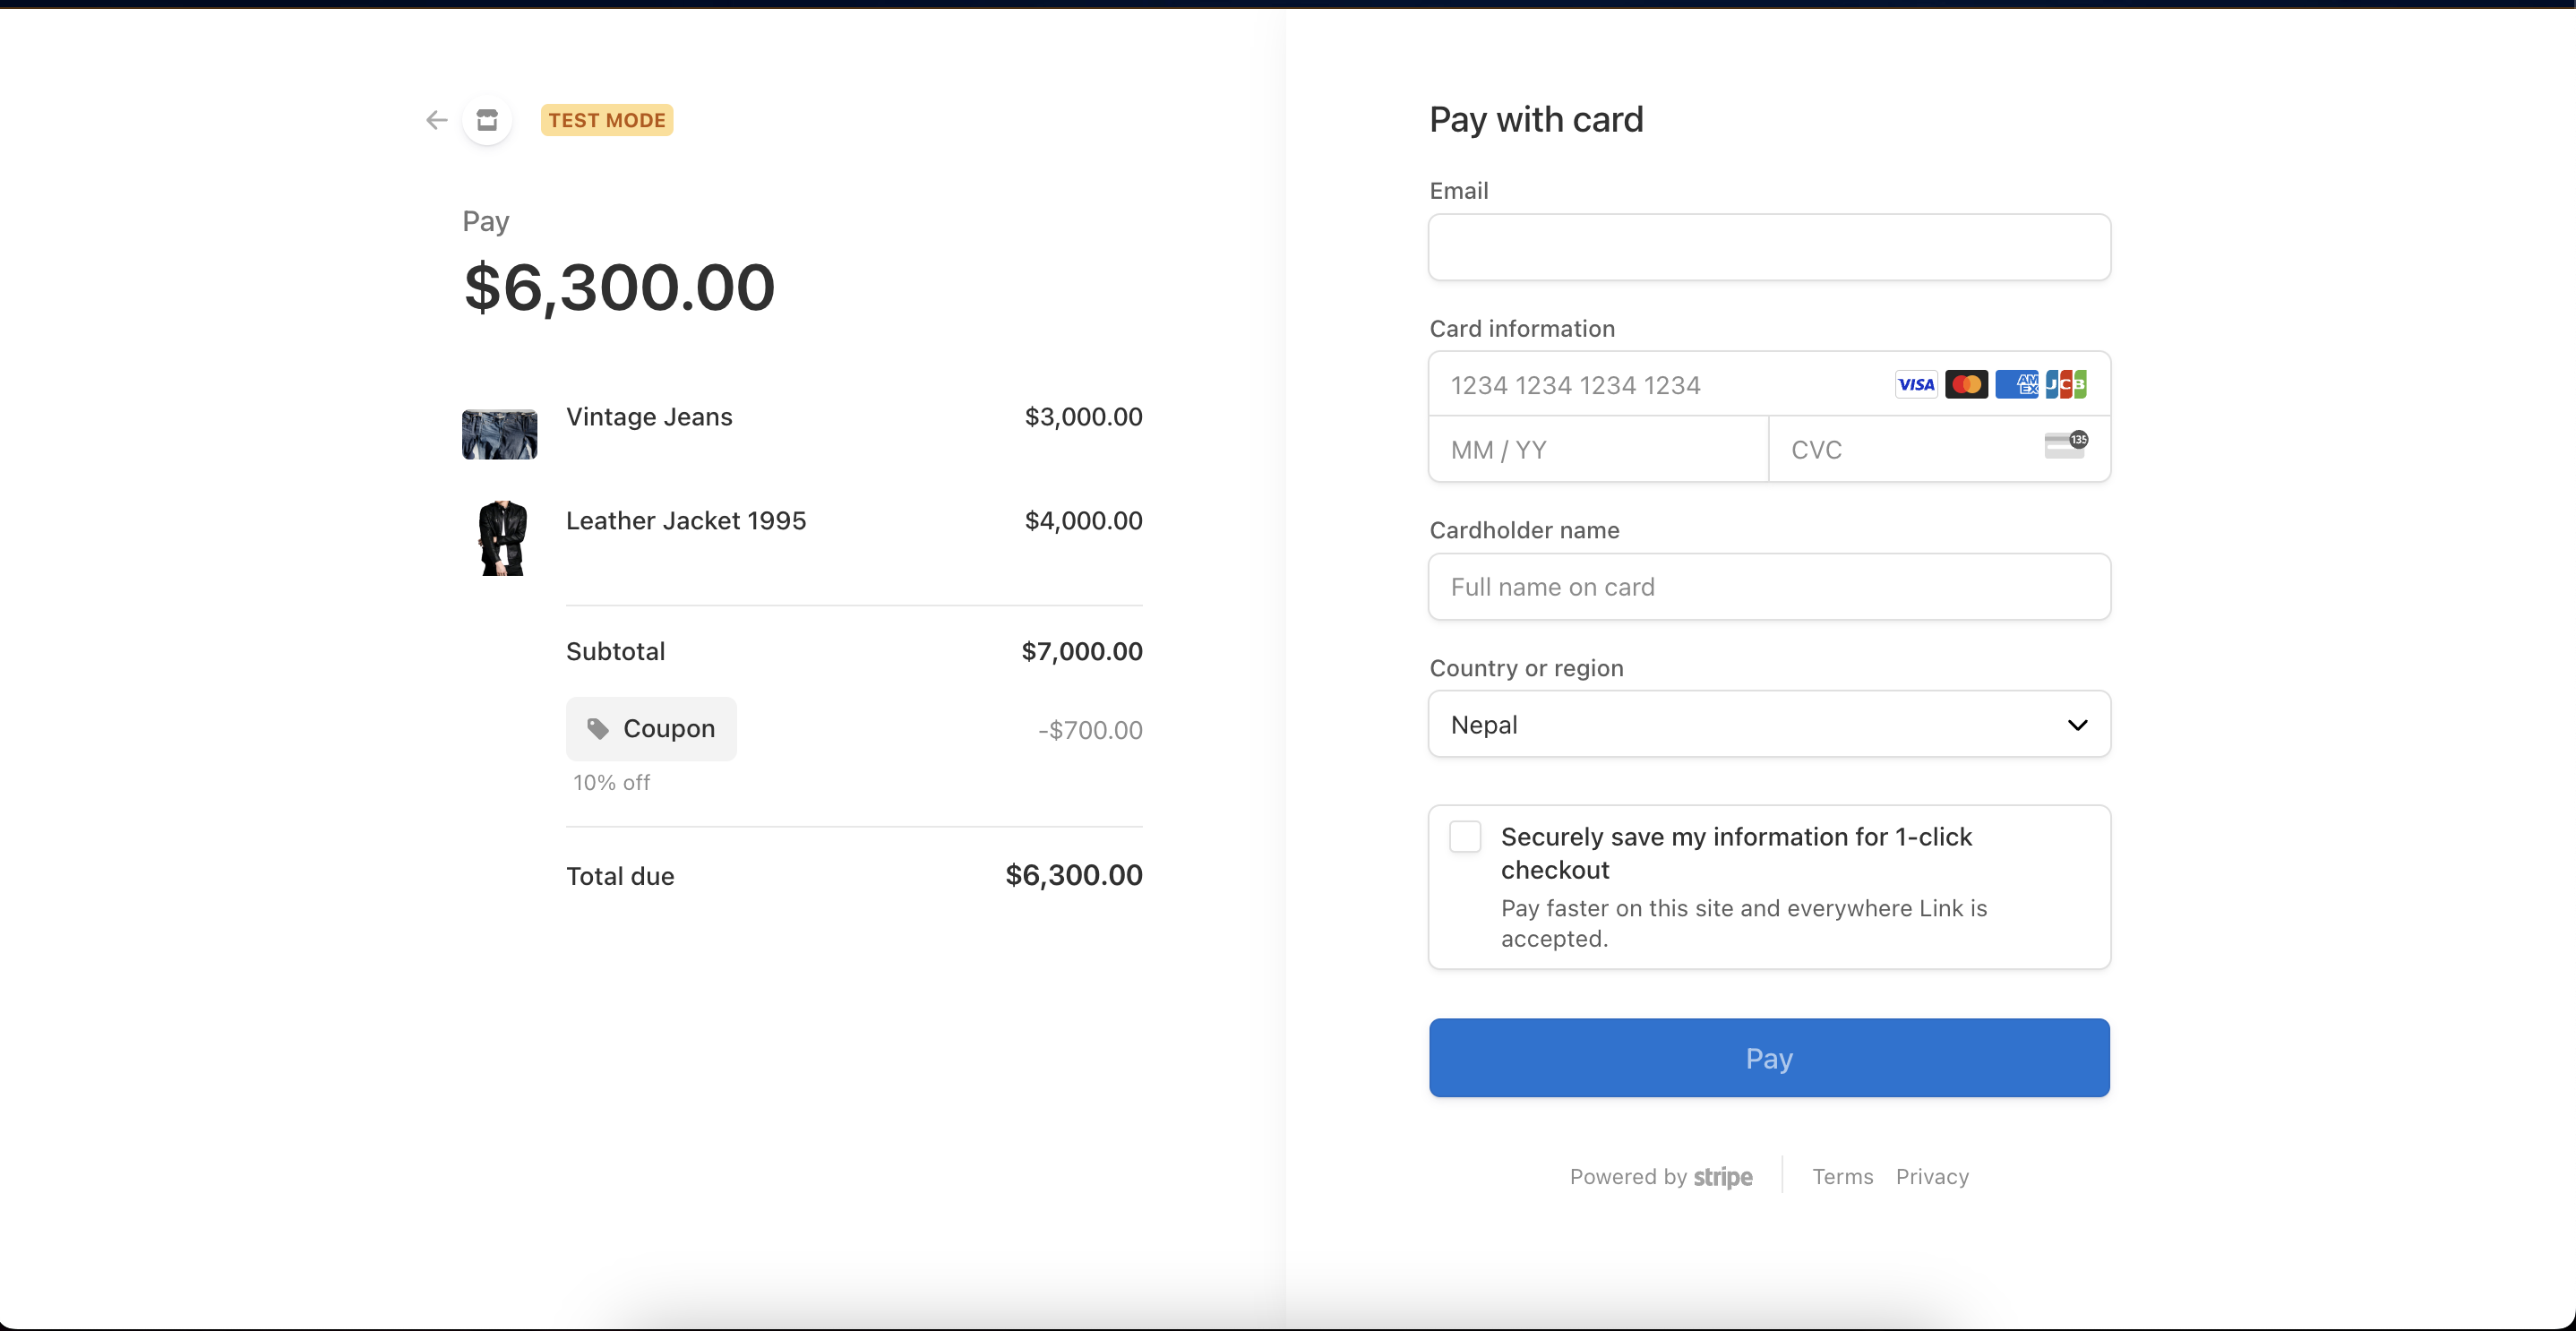 TEST MODE
Pay
$6,300.00
Vintage Jeans $3,000.00
Leather Jacket 1995 $4,000.00
Subtotal $7,000.00
Coupon -$700.00
10% off
Total due $6,300.00
Pay with card
Email
Card information
1234 1234 1234 1234 VISA AMEX JCB
MM / YY CVC 135
Cardholder name
Full name on card
Country or region
Nepal
Securely save my information for 1-click
checkout
Pay faster on this site and everywhere Link is
accepted.
Pay
Powered by stripe Terms Privacy